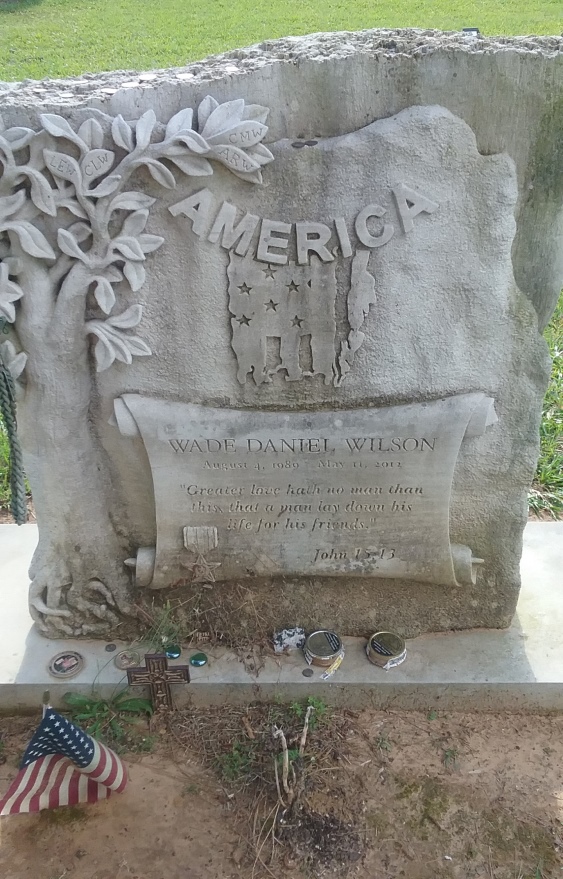 CMW
LEW CLW ARW
AMERICA
WADE DANIEL WILSON
August 4, 1989 - May 11, 2012
"Greater love hath no man than
this, that a man lay down his
life for his friends."
John 15:13